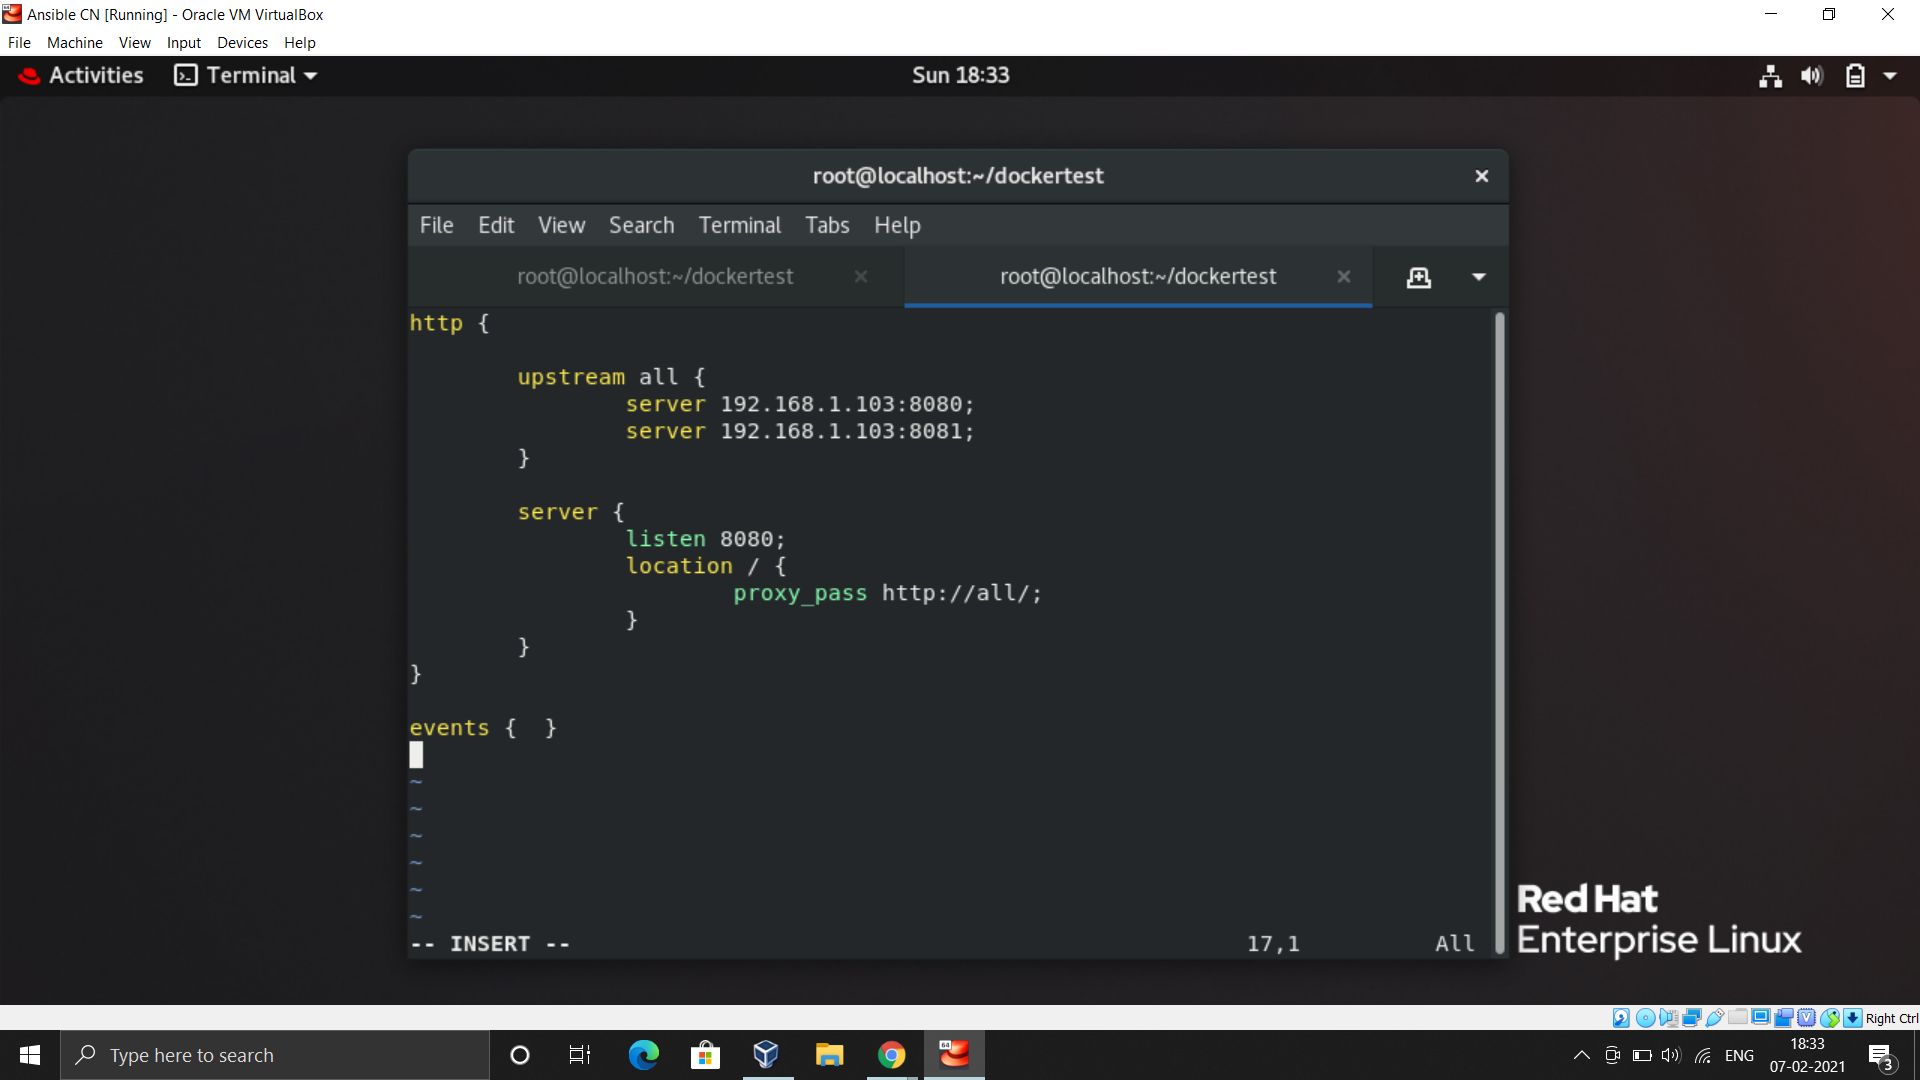 Ansible CN [Running] - Oracle VM VirtualBox
File Machine View Input Devices Help
Activities Terminal Sun 18:33
root@localhost:~/dockertest
File Edit View Search Terminal Tabs Help
root@localhost:~/dockertest root@localhost:~/dockertest
http {
upstream all {
server 192.168.1.103:8080;
server 192.168.1.103:8081;
}
server {
listen 8080;
location / {
proxy_pass http://all/;
}
}
}
events {  }
~
~
~
~
~
~
-- INSERT -- 17,1 All
Red Hat
Enterprise Linux
Right Ctrl
Type here to search
64
ENG
18:33
07-02-2021
3